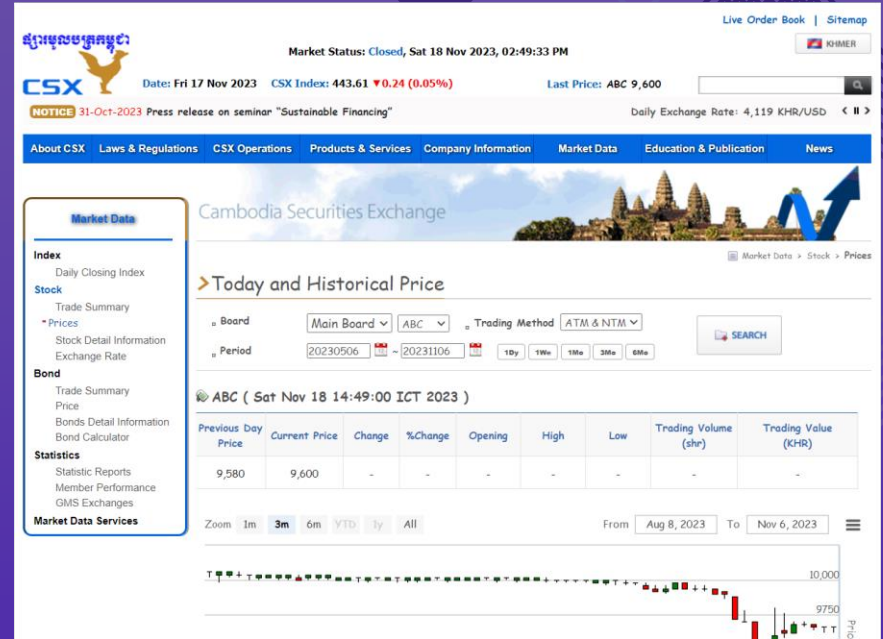 Live Order Book | Sitemap
ផ្សារមូលបត្រកម្ពុជា
KHMER
Market Status: Closed, Sat 18 Nov 2023, 02:49:33 PM
CSX
Date: Fri 17 Nov 2023 CSX Index: 443.61 ▼0.24 (0.05%) Last Price: ABC 9,600
NOTICE 31-Oct-2023 Press release on seminar "Sustainable Financing" Daily Exchange Rate: 4,119 KHR/USD
About CSX Laws & Regulations CSX Operations Products & Services Company Information Market Data Education & Publication News
Cambodia Securities Exchange
Market Data
Index
Daily Closing Index
Stock
Trade Summary
Prices
Stock Detail Information
Exchange Rate
Bond
Trade Summary
Price
Bonds Detail Information
Bond Calculator
Statistics
Statistic Reports
Member Performance
GMS Exchanges
Market Data Services
Market Data > Stock > Prices
Today and Historical Price
Board Main Board ABC Trading Method ATM & NTM
SEARCH
Period 20230506 ~ 20231106 1Dy 1We 1Mo 3Mo 6Mo
ABC ( Sat Nov 18 14:49:00 ICT 2023 )
Previous Day Price Current Price Change %Change Opening High Low Trading Volume (shr) Trading Value (KHR)
9,580 9,600 - - - - - - -
Zoom 1m 3m 6m YTD 1y All From Aug 8, 2023 To Nov 6, 2023
10,000
9750